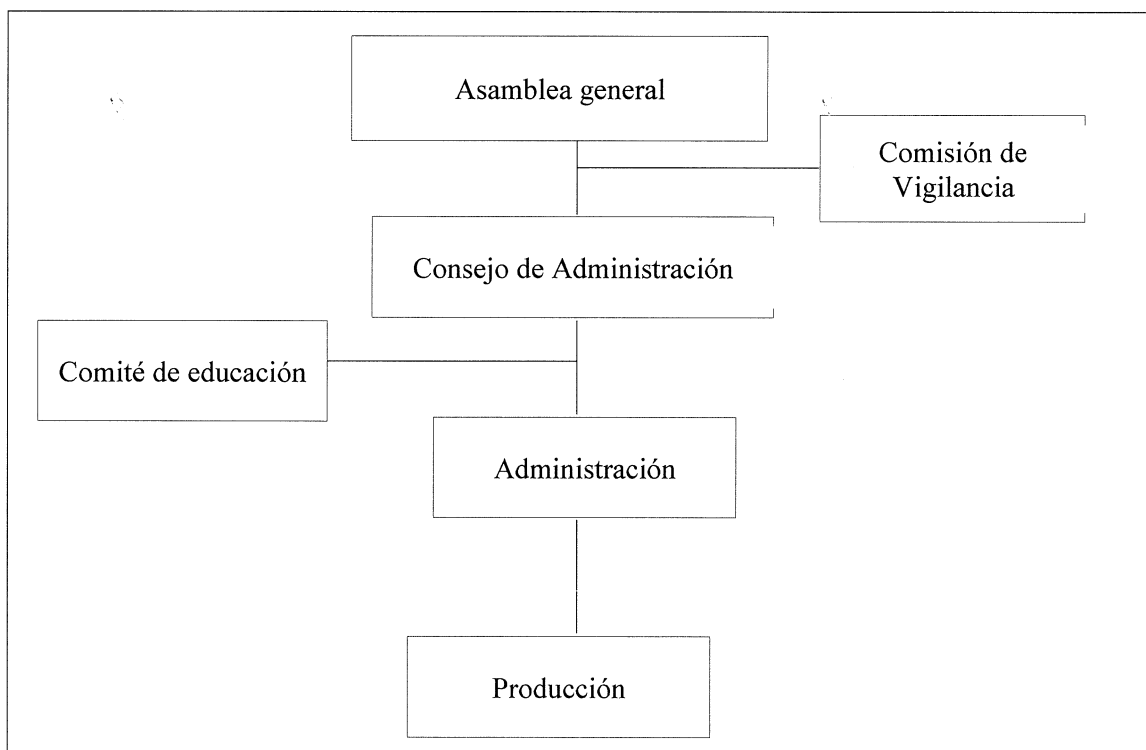 Asamblea general
Comisión de
Vigilancia
Consejo de Administración
Comité de educación
Administración
Producción